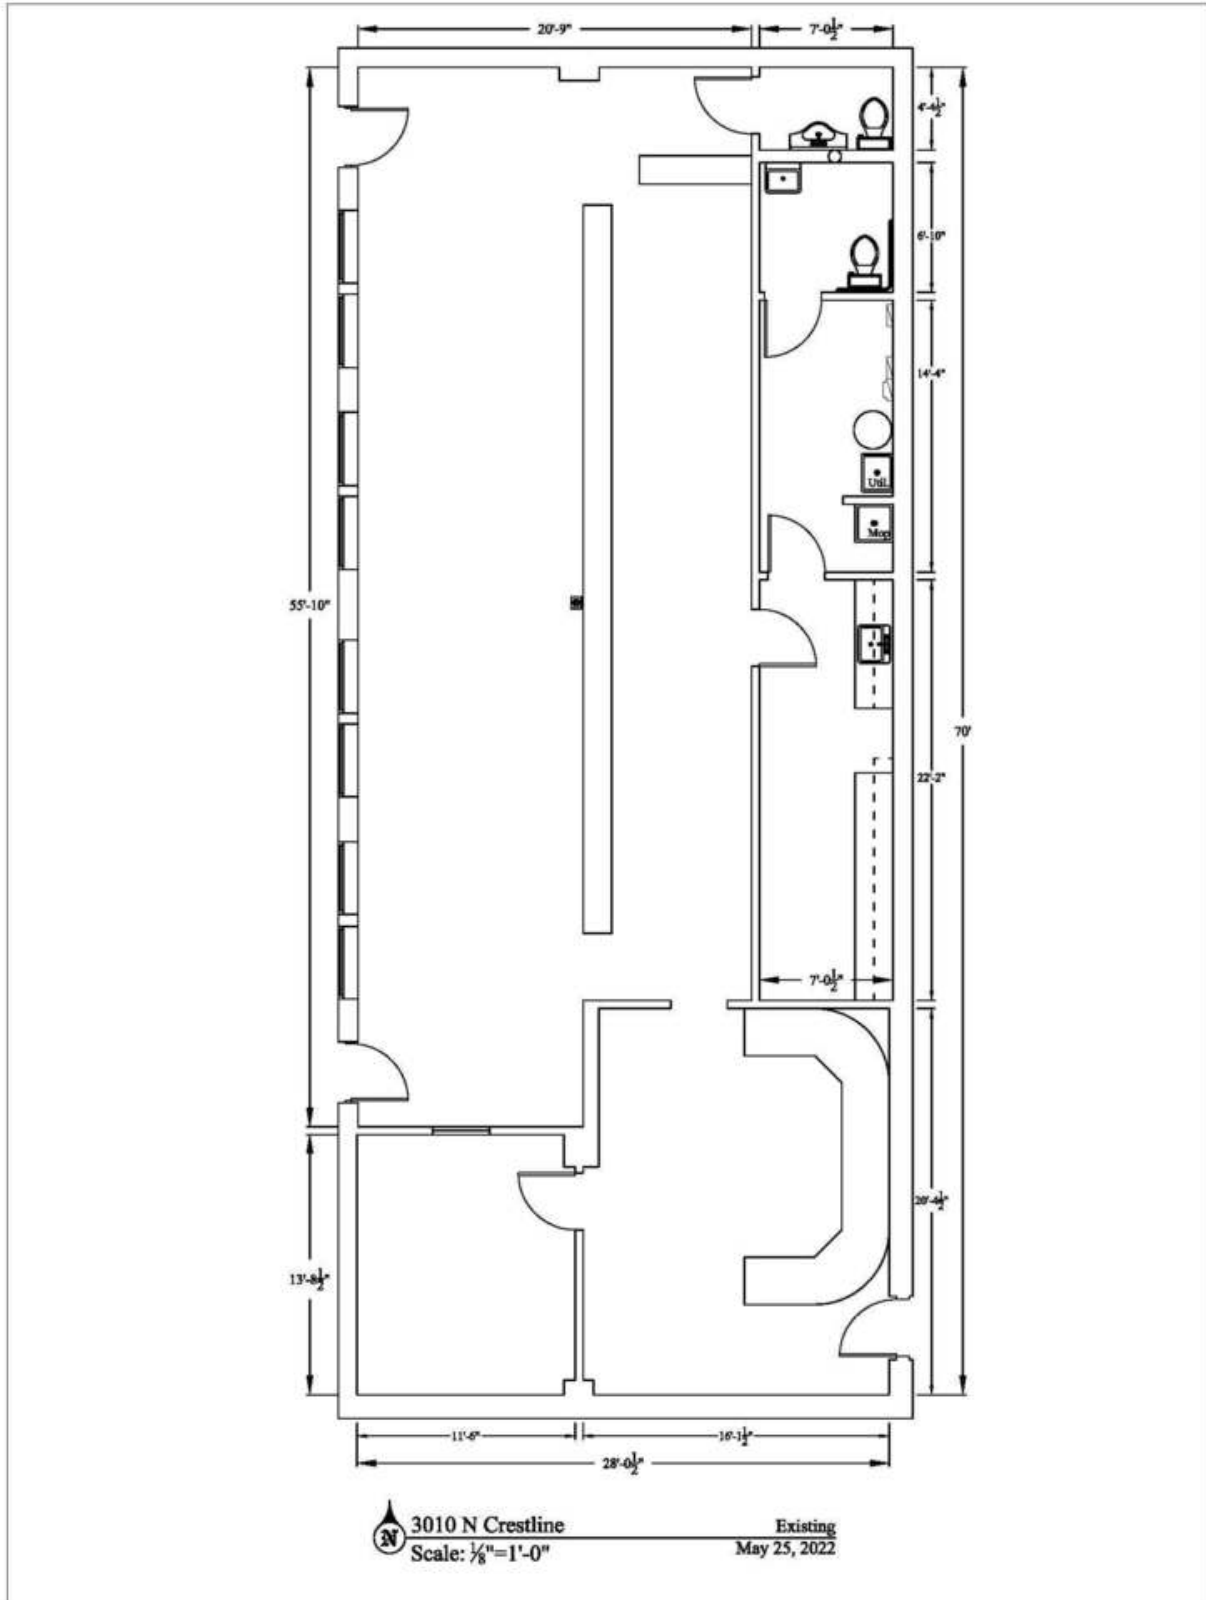 20'-9"
7'-0½"
4'-4½"
6'-10"
14'-4"
Util.
Mop
55'-10"
70'
22'-2"
7'-0½"
20'-4½"
13'-8½"
11'-6"
16'-1½"
28'-0½"
N
3010 N Crestline
Existing
Scale: ⅛"=1'-0"
May 25, 2022